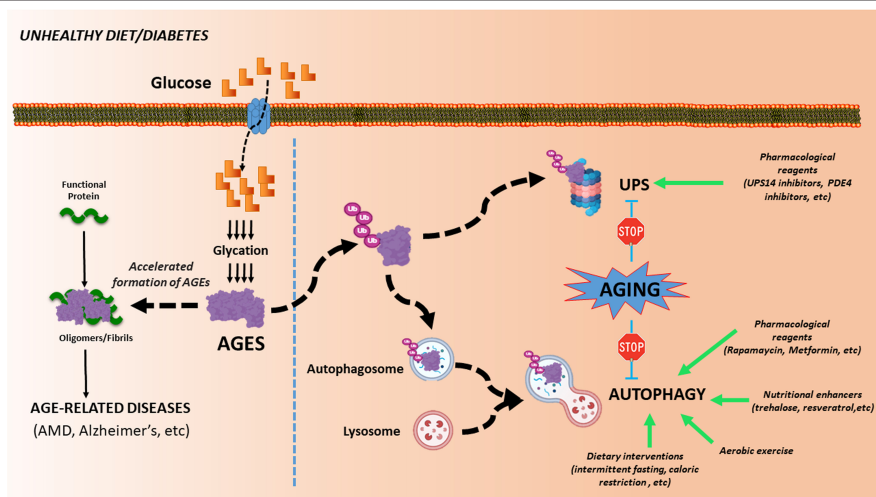 UNHEALTHY DIET/DIABETES
Glucose
Functional
Protein
Glycation
Accelerated
formation of AGEs
AGES
Oligomers/Fibrils
AGE-RELATED DISEASES
(AMD, Alzheimer's, etc)
Ub
Ub
Ub
Ub
Autophagosome
Lysosome
UPS
Pharmacological
reagents
(UPS14 inhibitors, PDE4
inhibitors, etc)
STOP
AGING
STOP
AUTOPHAGY
Pharmacological
reagents
(Rapamaycin, Metformin, etc)
Nutritional enhancers
(trehalose, resveratrol,etc)
Aerobic exercise
Dietary interventions
(intermittent fasting, caloric
restriction , etc)